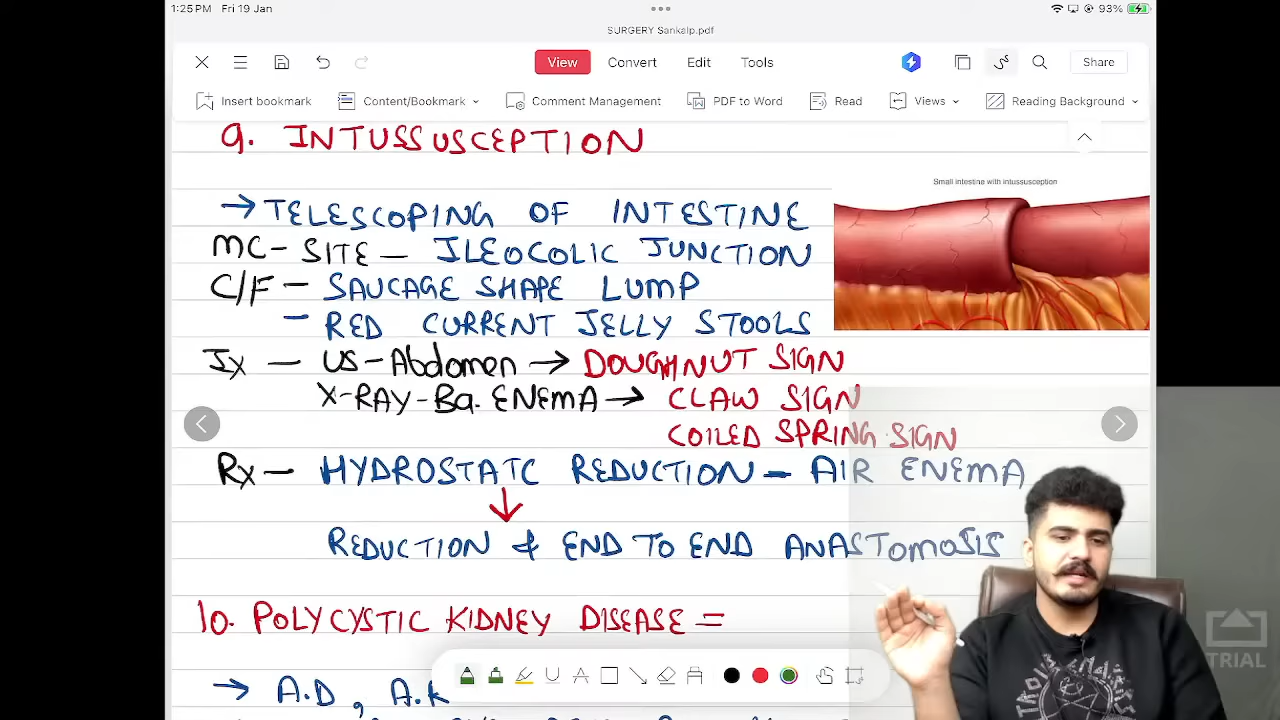 1:25 PM Fri 19 Jan
93%
SURGERY Sankalp.pdf
View Convert Edit Tools
Share
Insert bookmark Content/Bookmark Comment Management PDF to Word Read Views Reading Background
9. INTUSSUSCEPTION
Small intestine with intussusception
→ TELESCOPING OF INTESTINE
MC - SITE — ILEOCOLIC JUNCTION
C/F — SAUCAGE SHAPE LUMP
— RED CURRENT JELLY STOOLS
Ix — US-Abdomen → DOUGHNUT SIGN
X-RAY-Ba. ENEMA → CLAW SIGN
COILED SPRING SIGN
Rx — HYDROSTATC REDUCTION - AIR ENEMA
↓
REDUCTION & END TO END ANASTOMOSIS
10. POLYCYSTIC KIDNEY DISEASE =
→ A.D, A.R
TRIAL